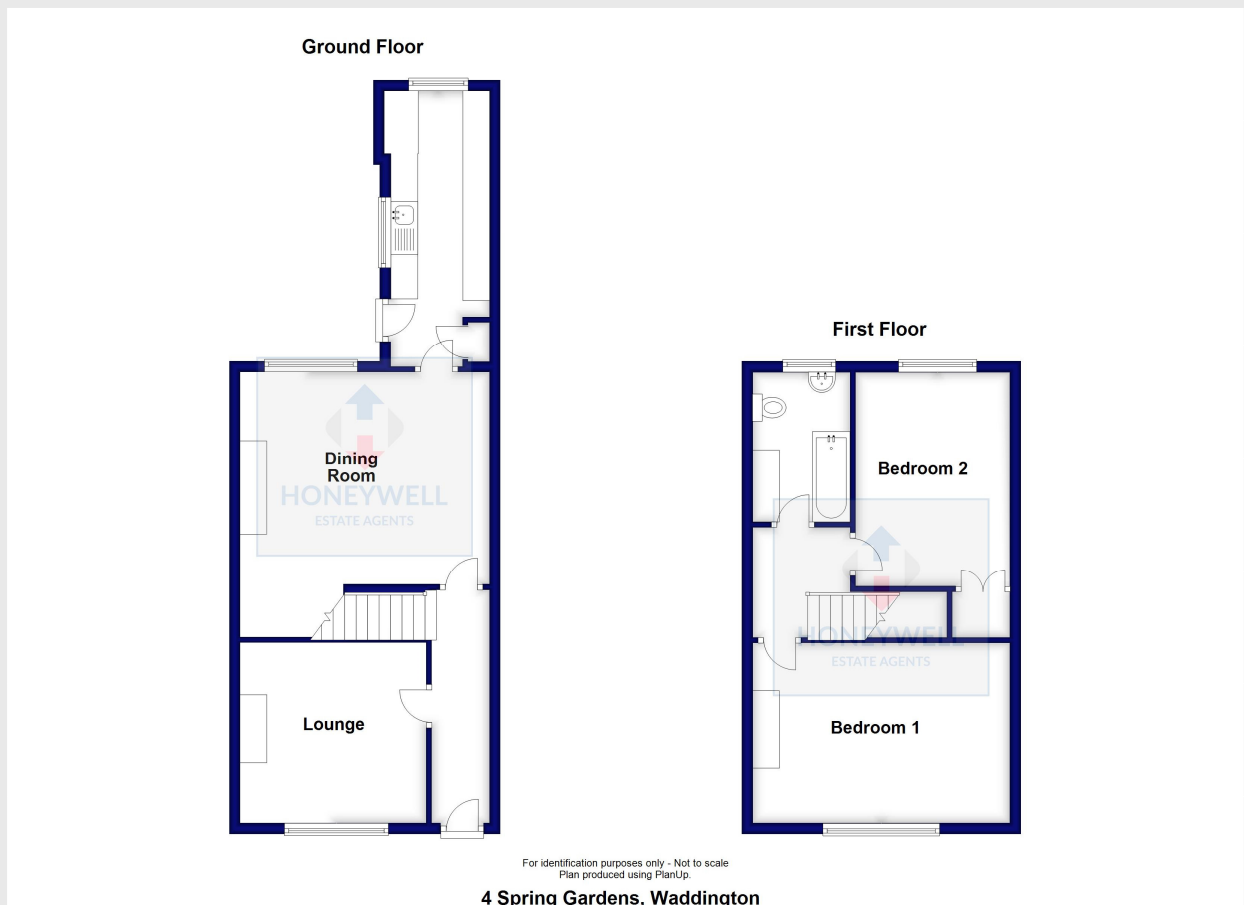 Ground Floor
First Floor
Dining
Room
HONEYWELL
ESTATE AGENTS
Bedroom 2
HONEYWELL
ESTATE AGENTS
Lounge
Bedroom 1
For identification purposes only - Not to scale
Plan produced using PlanUp.
4 Spring Gardens, Waddington